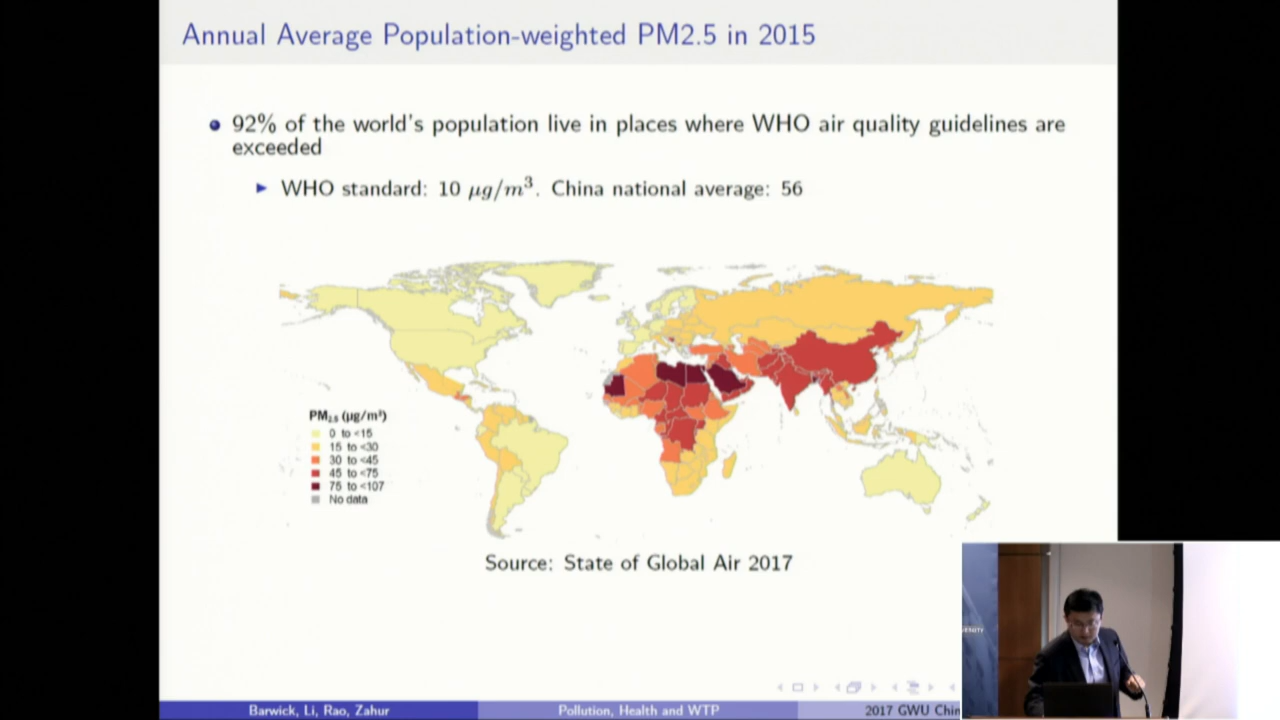 Annual Average Population-weighted PM2.5 in 2015
92% of the world's population live in places where WHO air quality guidelines are
exceeded
WHO standard: 10 μg/m³. China national average: 56
PM2.5 (μg/m³)
0 to <15
15 to <30
30 to <45
45 to <75
75 to <107
No data
Source: State of Global Air 2017
Barwick, Li, Rao, Zahur
Pollution, Health and WTP
2017 GWU Chin